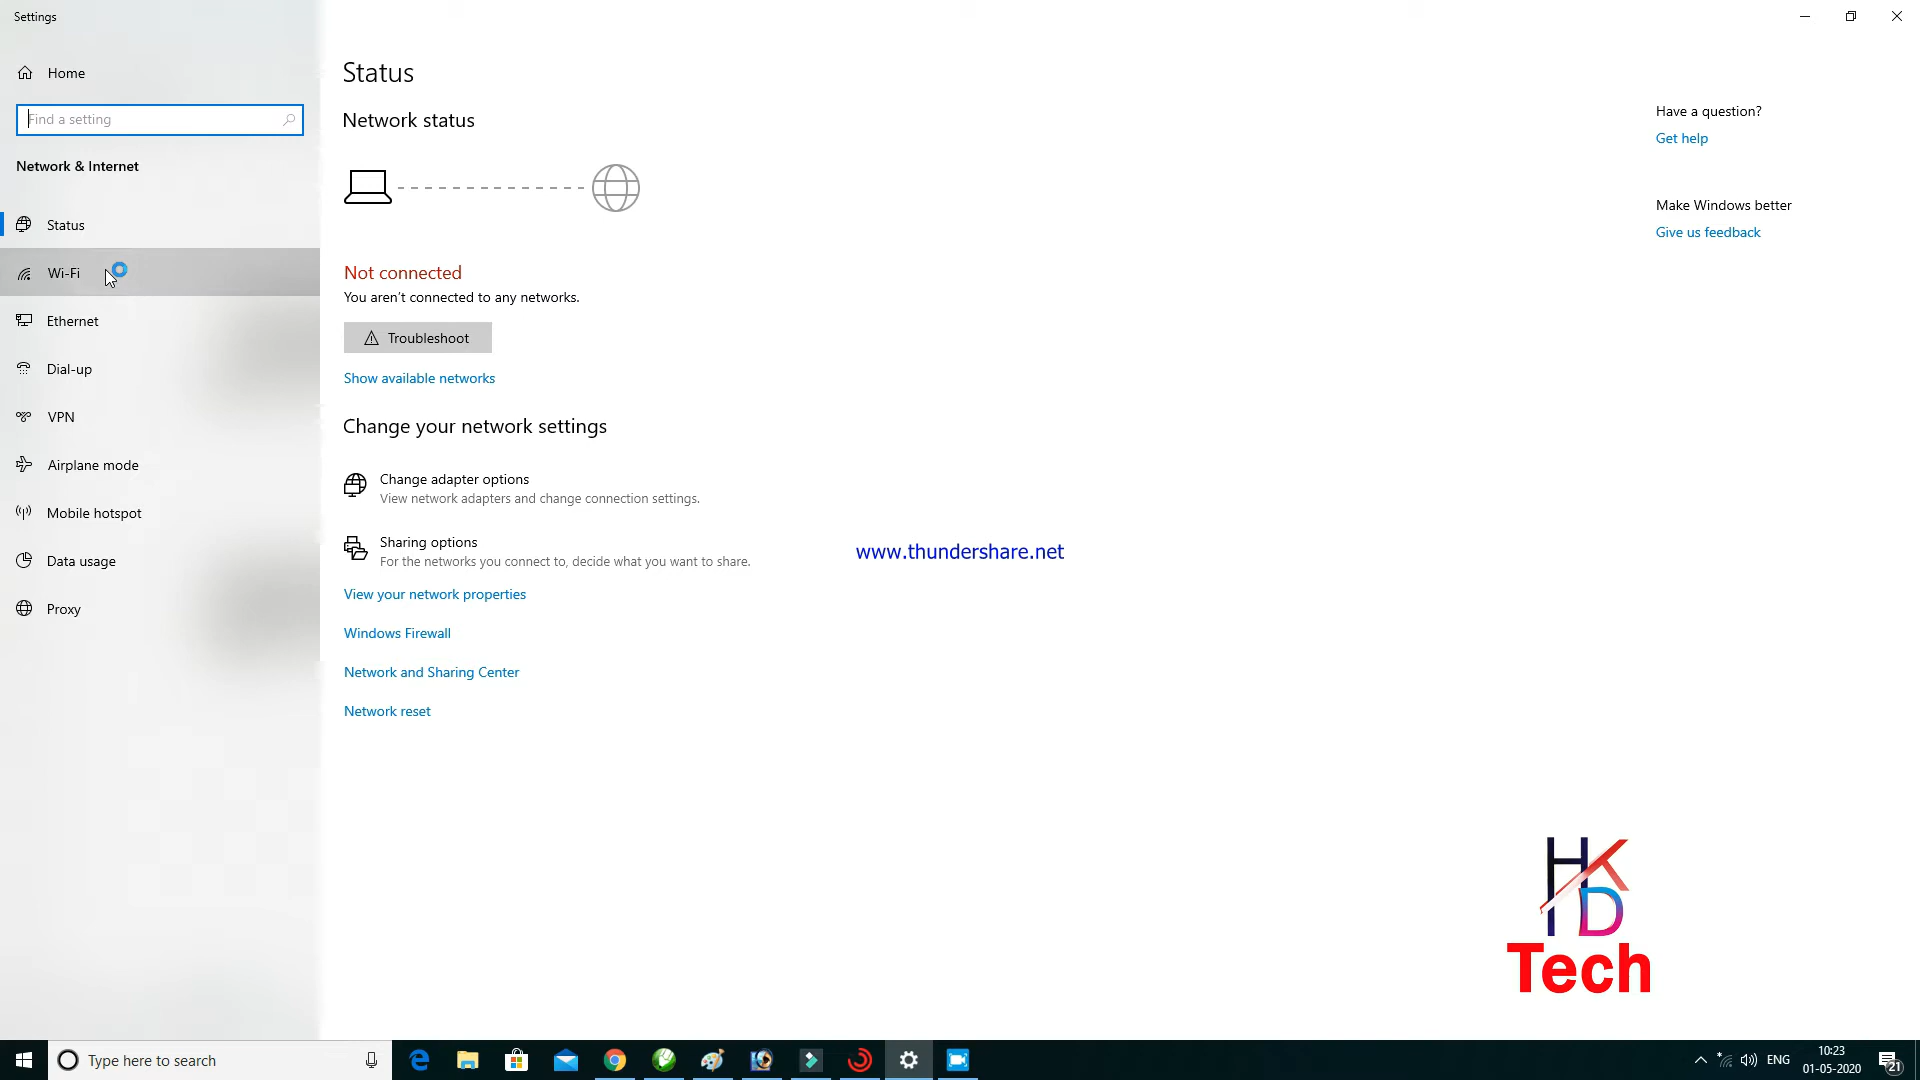 Settings
Home
Find a setting
Network & Internet
Status
Wi-Fi
Ethernet
Dial-up
VPN
Airplane mode
Mobile hotspot
Data usage
Proxy
Status
Network status
Not connected
You aren't connected to any networks.
Troubleshoot
Show available networks
Change your network settings
Change adapter options
View network adapters and change connection settings.
Sharing options
For the networks you connect to, decide what you want to share.
View your network properties
Windows Firewall
Network and Sharing Center
Network reset
Have a question?
Get help
Make Windows better
Give us feedback
www.thundershare.net
HKD
Tech
Type here to search
ENG
10:23
01-05-2020
21